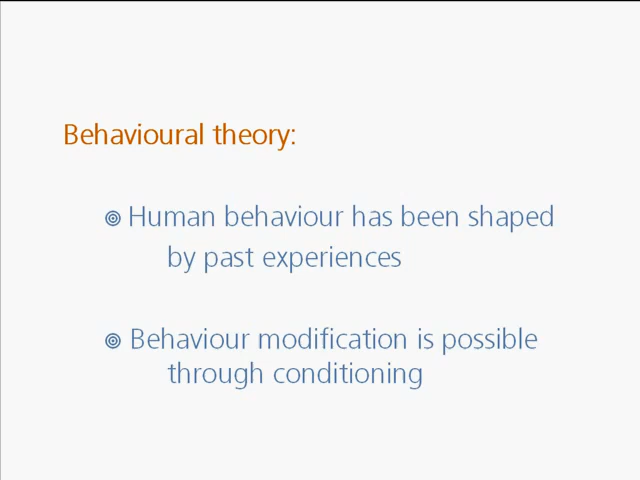 Behavioural theory:
Human behaviour has been shaped
by past experiences
Behaviour modification is possible
through conditioning